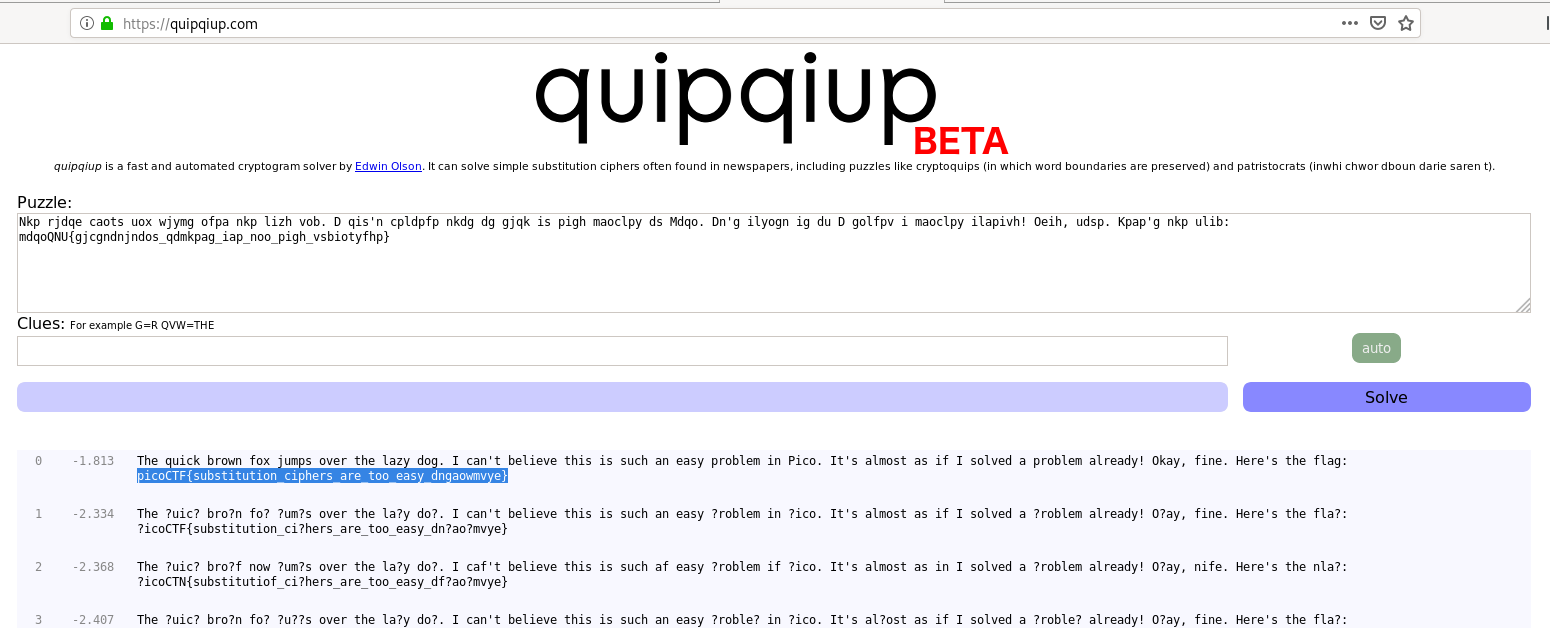 https://quipqiup.com
quipqiup
BETA
quipqiup is a fast and automated cryptogram solver by Edwin Olson. It can solve simple substitution ciphers often found in newspapers, including puzzles like cryptoquips (in which word boundaries are preserved) and patristocrats (inwhi chwor dboun darie saren t).
Puzzle:
Nkp rjdqe caots uox wjymg ofpa nkp lizh vob. D qis'n cpldpfp nkdg dg gjqk is pigh maoclpy ds Mdqo. Dn'g ilyogn ig du D golfpv i maoclpy ilapivh! Oeih, udsp. Kpap'g nkp ulib:
mdqoQNU{gjcgndnjndos_qdmkpag_iap_noo_pigh_vsbiotyfhp}
Clues: For example G=R QVW=THE
auto
Solve
0 -1.813 The quick brown fox jumps over the lazy dog. I can't believe this is such an easy problem in Pico. It's almost as if I solved a problem already! Okay, fine. Here's the flag:
picoCTF{substitution_ciphers_are_too_easy_dngaowmvye}
1 -2.334 The ?uic? bro?n fo? ?um?s over the la?y do?. I can't believe this is such an easy ?roblem in ?ico. It's almost as if I solved a ?roblem already! O?ay, fine. Here's the fla?:
?icoCTF{substitution_ci?hers_are_too_easy_dn?ao?mvye}
2 -2.368 The ?uic? bro?f now ?um?s over the la?y do?. I caf't believe this is such af easy ?roblem if ?ico. It's almost as in I solved a ?roblem already! O?ay, nife. Here's the nla?:
?icoCTN{substitutiof_ci?hers_are_too_easy_df?ao?mvye}
3 -2.407 The ?uic? bro?n fo? ?u??s over the la?y do?. I can't believe this is such an easy ?roble? in ?ico. It's al?ost as if I solved a ?roble? already! O?ay, fine. Here's the fla?: